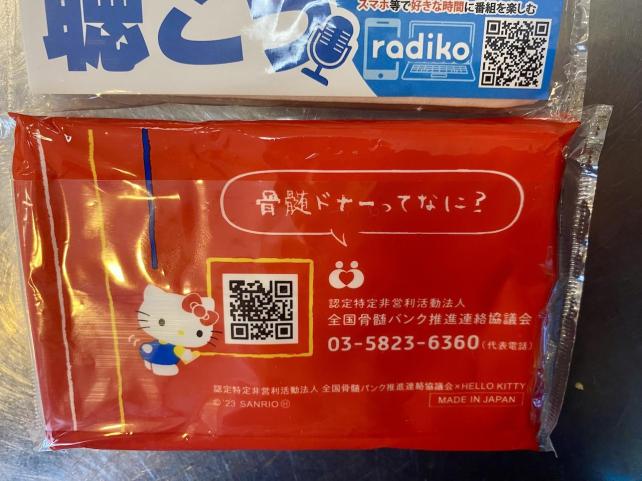 スマホ等で好きな時間に番組を楽しむ
聴こう
radiko
骨髄ドナーってなに?
認定特定非営利活動法人
全国骨髄バンク推進連絡協議会
03-5823-6360(代表電話)
認定特定非営利活動法人 全国骨髄バンク推進連絡協議会×HELLO KITTY
©'23 SANRIO Ⓗ
MADE IN JAPAN